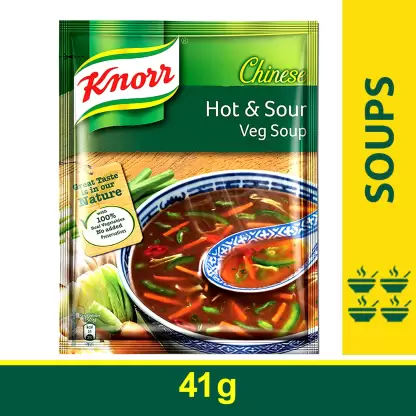 Knorr
Chinese
Hot & Sour
Veg Soup
Great Taste
is in our
Nature
with
100%
Real Vegetables
No added
Preservatives
SOUPS
41g